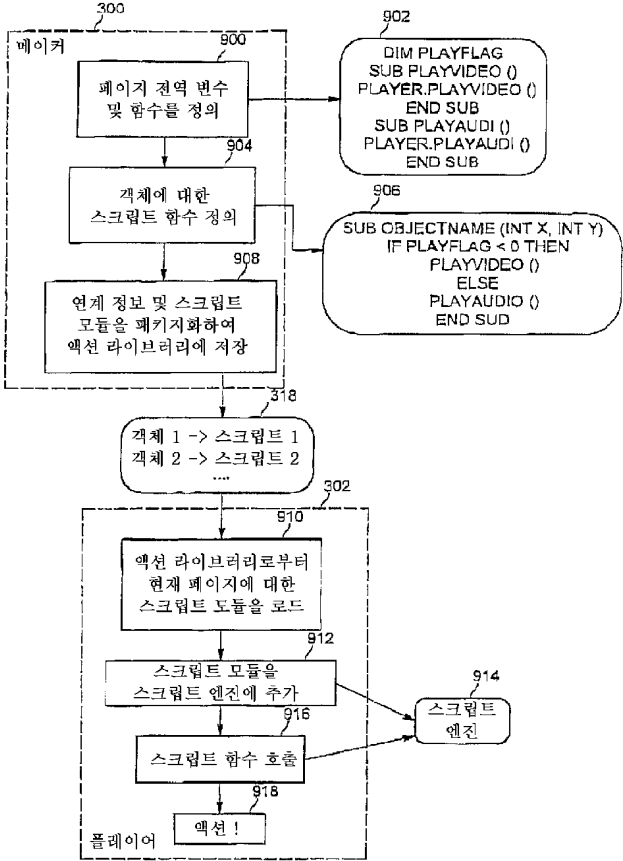 300
메이커
900
페이지 전역 변수
및 함수를 정의
902
DIM PLAYFLAG
SUB PLAYVIDEO ()
PLAYER.PLAYVIDEO ()
END SUB
SUB PLAYAUDI ()
PLAYER.PLAYAUDI ()
END SUB
904
객체에 대한
스크립트 함수 정의
906
SUB OBJECTNAME (INT X, INT Y)
IF PLAYFLAG < 0 THEN
PLAYVIDEO ()
ELSE
PLAYAUDIO ()
END SUD
908
연계 정보 및 스크립트
모듈을 패키지화하여
액션 라이브러리에 저장
318
객체 1 -> 스크립트 1
객체 2 -> 스크립트 2
....
302
910
액션 라이브러리로부터
현재 페이지에 대한
스크립트 모듈을 로드
912
스크립트 모듈을
스크립트 엔진에 추가
914
스크립트
엔진
916
스크립트 함수 호출
918
액션 !
플레이어